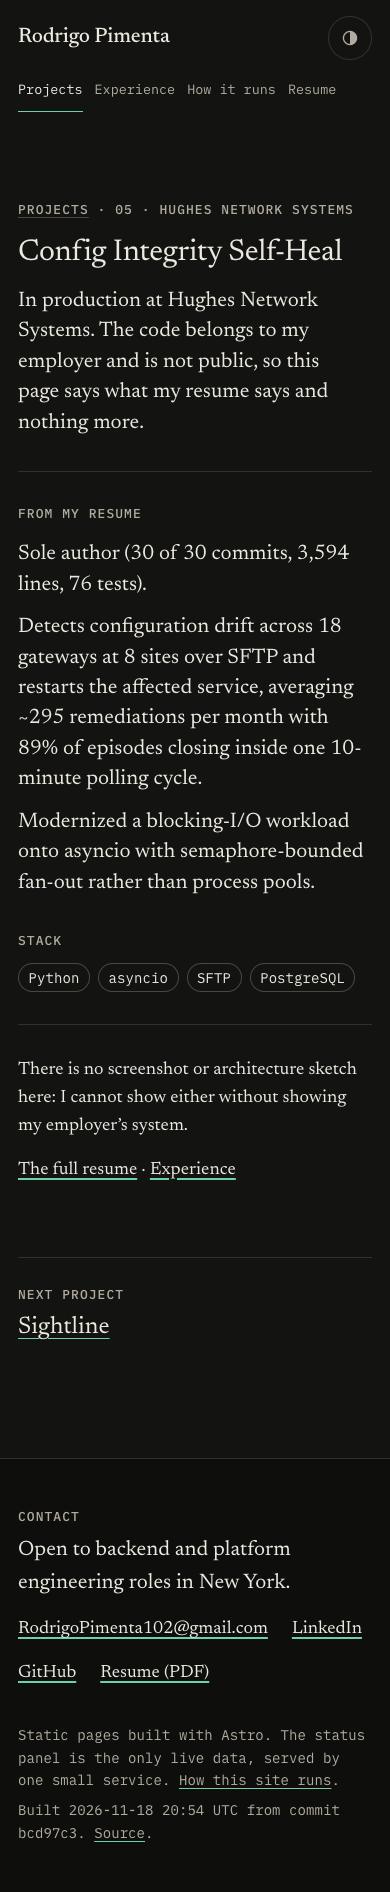 Rodrigo Pimenta
Projects Experience How it runs Resume
PROJECTS · 05 · HUGHES NETWORK SYSTEMS
Config Integrity Self-Heal
In production at Hughes Network
Systems. The code belongs to my
employer and is not public, so this
page says what my resume says and
nothing more.
FROM MY RESUME
Sole author (30 of 30 commits, 3,594
lines, 76 tests).
Detects configuration drift across 18
gateways at 8 sites over SFTP and
restarts the affected service, averaging
~295 remediations per month with
89% of episodes closing inside one 10-
minute polling cycle.
Modernized a blocking-I/O workload
onto asyncio with semaphore-bounded
fan-out rather than process pools.
STACK
Python asyncio SFTP PostgreSQL
There is no screenshot or architecture sketch
here: I cannot show either without showing
my employer’s system.
The full resume · Experience
NEXT PROJECT
Sightline
CONTACT
Open to backend and platform
engineering roles in New York.
RodrigoPimenta102@gmail.com LinkedIn
GitHub Resume (PDF)
Static pages built with Astro. The status
panel is the only live data, served by
one small service. How this site runs.
Built 2026-11-18 20:54 UTC from commit
bcd97c3. Source.